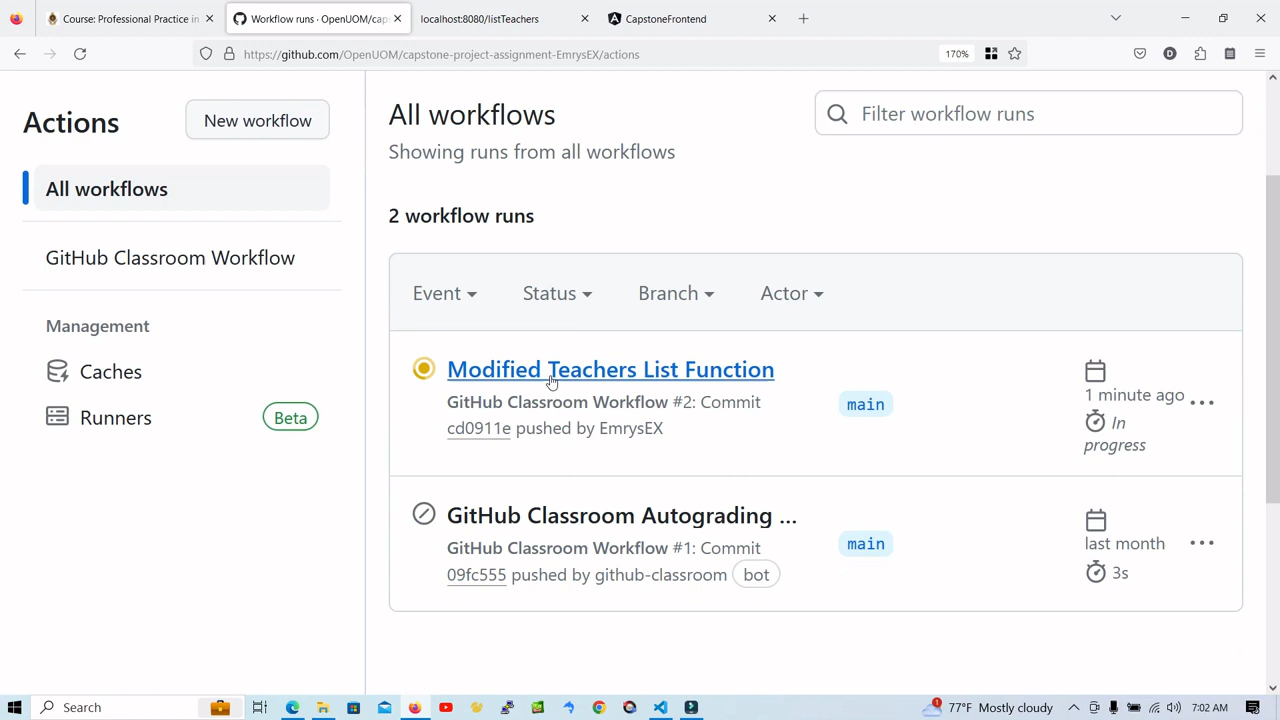 Course: Professional Practice in
Workflow runs · OpenUOM/cap
localhost:8080/listTeachers
CapstoneFrontend
https://github.com/OpenUOM/capstone-project-assignment-EmrysEX/actions
170%
D
Actions
New workflow
All workflows
GitHub Classroom Workflow
Management
Caches
Runners
Beta
All workflows
Showing runs from all workflows
Filter workflow runs
2 workflow runs
Event
Status
Branch
Actor
Modified Teachers List Function
GitHub Classroom Workflow #2: Commit
cd0911e pushed by EmrysEX
main
1 minute ago
In
progress
GitHub Classroom Autograding ...
GitHub Classroom Workflow #1: Commit
09fc555 pushed by github-classroom bot
main
last month
3s
Search
1
77°F Mostly cloudy
7:02 AM